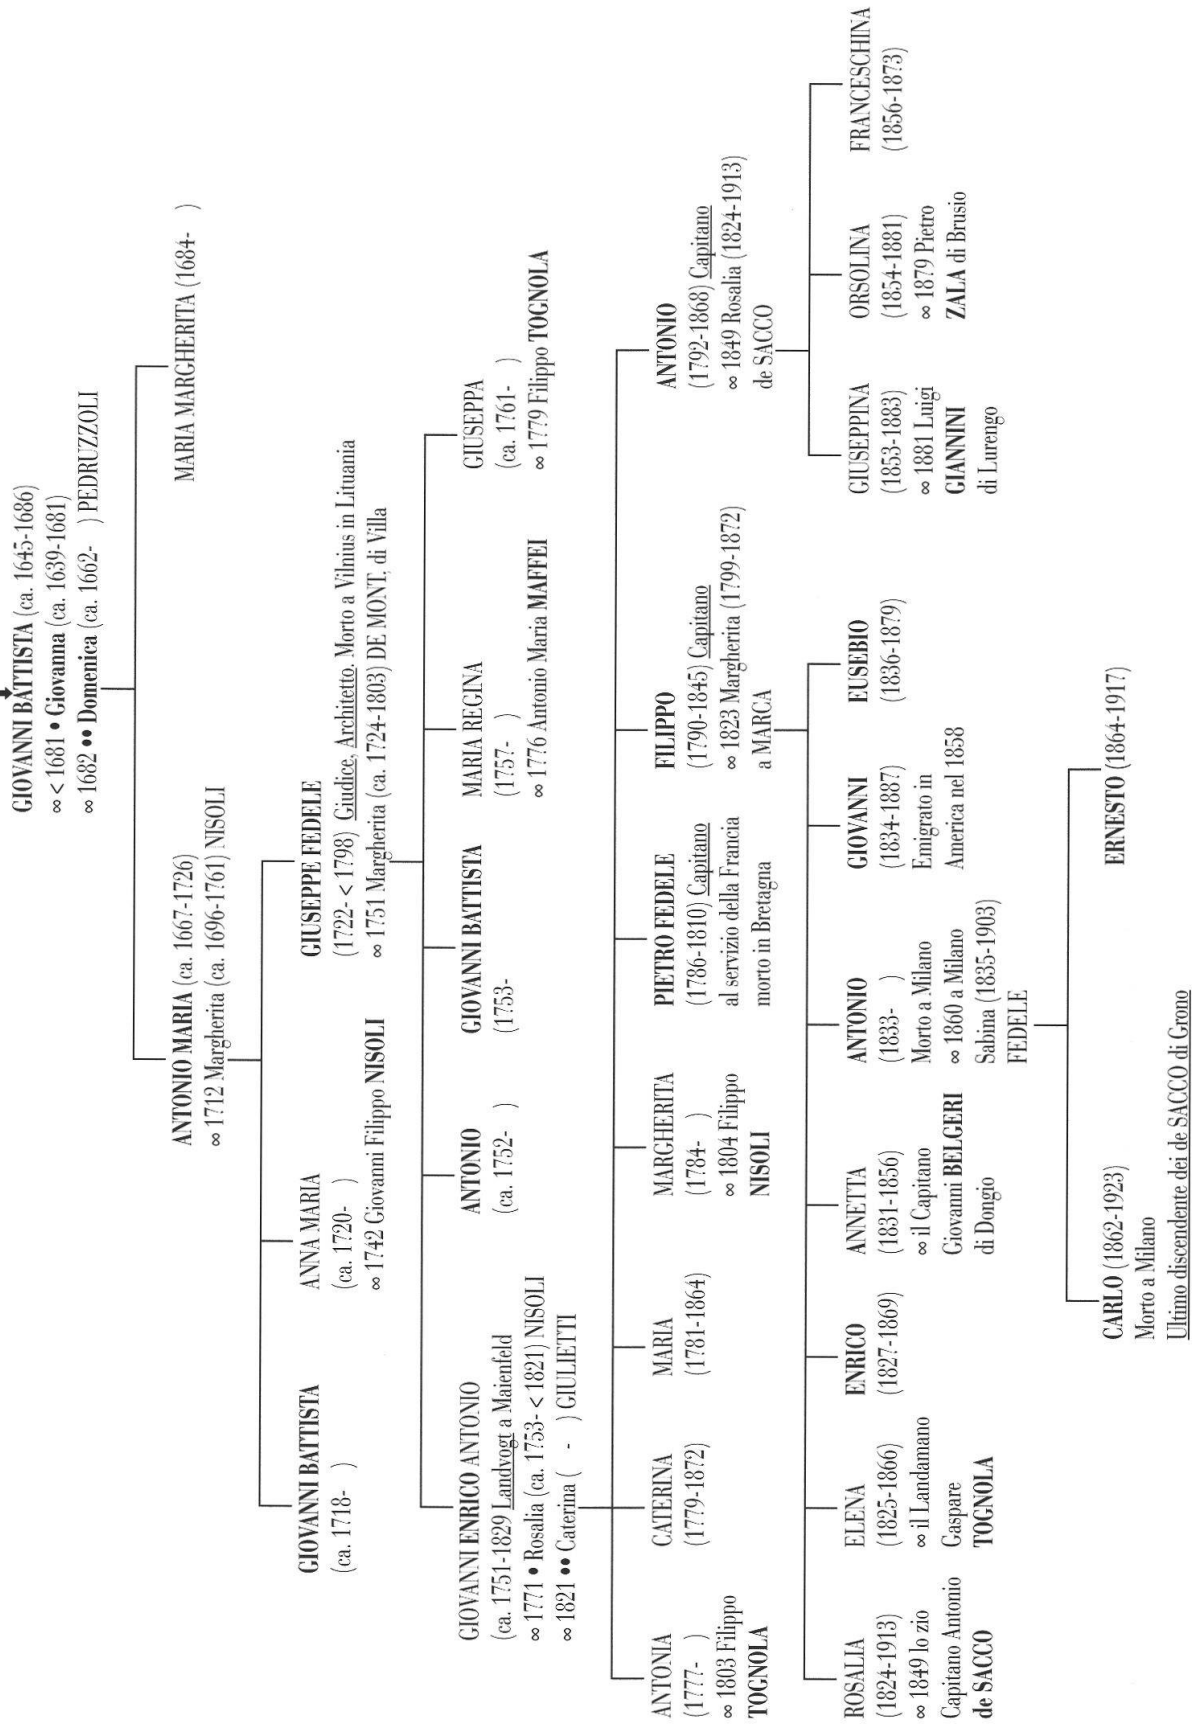 GIOVANNI BATTISTA (ca. 1645-1686)
∞ < 1681 • Giovanna (ca. 1639-1681)
∞ 1682 •• Domenica (ca. 1662- ) PEDRUZZOLI
ANTONIO MARIA (ca. 1667-1726)
∞ 1712 Margherita (ca. 1696-1761) NISOLI
MARIA MARGHERITA (1684- )
GIOVANNI BATTISTA
(ca. 1718- )
ANNA MARIA
(ca. 1720- )
∞ 1742 Giovanni Filippo NISOLI
GIUSEPPE FEDELE
(1722- < 1798) Giudice, Architetto. Morto a Vilnius in Lituania
∞ 1751 Margherita (ca. 1724-1803) DE MONT, di Villa
GIOVANNI ENRICO ANTONIO
(ca. 1751-1829 Landvogt a Maienfeld
∞ 1771 • Rosalia (ca. 1753- < 1821) NISOLI
∞ 1821 •• Caterina ( - ) GIULIETTI
ANTONIO
(ca. 1752- )
GIOVANNI BATTISTA
(1753-
MARIA REGINA
(1757- )
∞ 1776 Antonio Maria MAFFEI
GIUSEPPA
(ca. 1761- )
∞ 1779 Filippo TOGNOLA
ANTONIA
(1777- )
∞ 1803 Filippo
TOGNOLA
CATERINA
(1779-1872)
MARIA
(1781-1864)
MARGHERITA
(1784- )
∞ 1804 Filippo
NISOLI
PIETRO FEDELE
(1786-1810) Capitano
al servizio della Francia
morto in Bretagna
FILIPPO
(1790-1845) Capitano
∞ 1823 Margherita (1799-1872)
a MARCA
ANTONIO
(1792-1868) Capitano
∞ 1849 Rosalia (1824-1913)
de SACCO
ROSALIA
(1824-1913)
∞ 1849 lo zio
Capitano Antonio
de SACCO
ELENA
(1825-1866)
∞ il Landamano
Gaspare
TOGNOLA
ENRICO
(1827-1869)
ANNETTA
(1831-1856)
∞ il Capitano
Giovanni BELGERI
di Dongio
ANTONIO
(1833- )
Morto a Milano
∞ 1860 a Milano
Sabina (1835-1903)
FEDELE
GIOVANNI
(1834-1887)
Emigrato in
America nel 1858
EUSEBIO
(1836-1879)
GIUSEPPINA
(1853-1883)
∞ 1881 Luigi
GIANNINI
di Lurengo
ORSOLINA
(1854-1881)
∞ 1879 Pietro
ZALA di Brusio
FRANCESCHINA
(1856-1873)
CARLO (1862-1923)
Morto a Milano
Ultimo discendente dei de SACCO di Grono
ERNESTO (1864-1917)